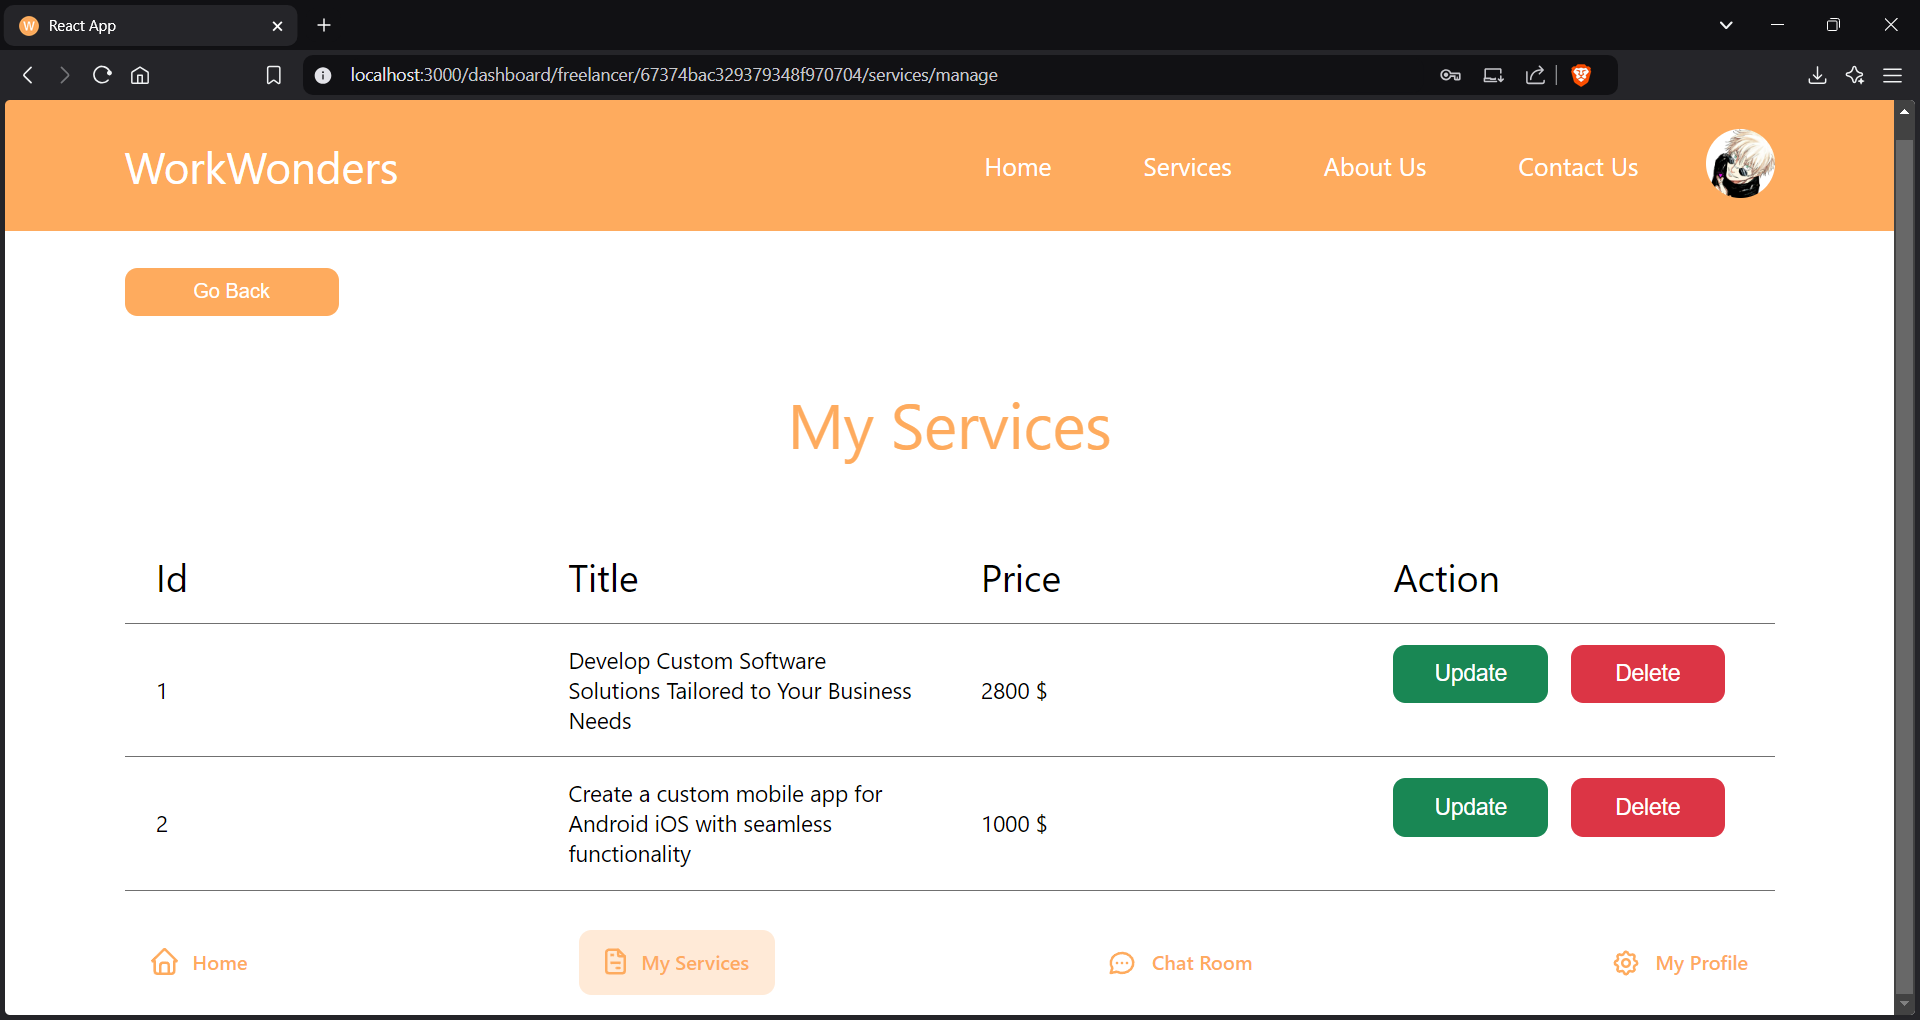 React App
localhost:3000/dashboard/freelancer/67374bac329379348f970704/services/manage
WorkWonders
Home
Services
About Us
Contact Us
Go Back
My Services
Id
Title
Price
Action
1
Develop Custom Software
Solutions Tailored to Your Business
Needs
2800 $
Update
Delete
2
Create a custom mobile app for
Android iOS with seamless
functionality
1000 $
Update
Delete
Home
My Services
Chat Room
My Profile